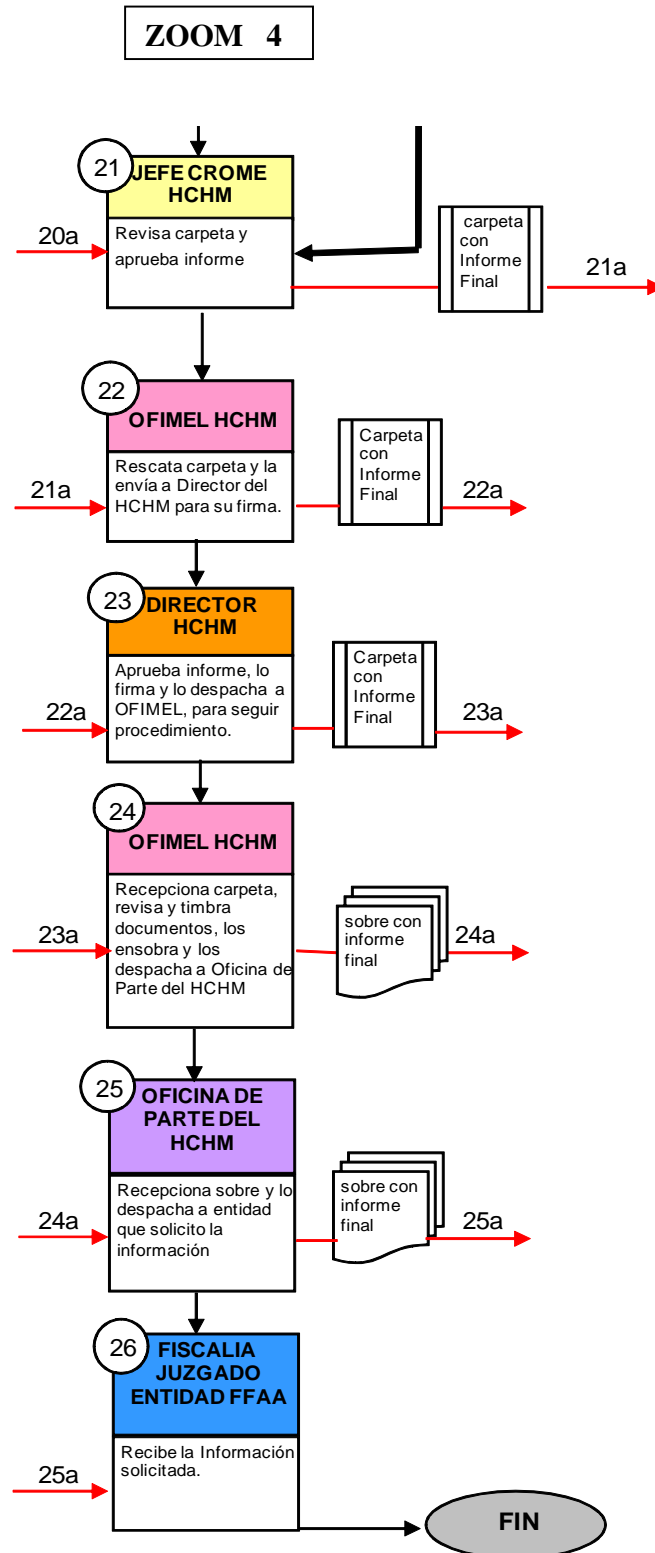 ZOOM 4
21
JEFE CROME
HCHM
20a
Revisa carpeta y
aprueba informe
carpeta
con
Informe
Final
21a
22
OFIMEL HCHM
21a
Rescata carpeta y la
envía a Director del
HCHM para su firma.
Carpeta
con
Informe
Final
22a
23
DIRECTOR
HCHM
22a
Aprueba informe, lo
firma y lo despacha a
OFIMEL, para seguir
procedimiento.
Carpeta
con
Informe
Final
23a
24
OFIMEL HCHM
23a
Recepciona carpeta,
revisa y timbra
documentos, los
ensobra y los
despacha a Oficina de
Parte del HCHM
sobre con
informe
final
24a
25
OFICINA DE
PARTE DEL
HCHM
24a
Recepciona sobre y lo
despacha a entidad
que solicito la
información
sobre con
informe
final
25a
26
FISCALIA
JUZGADO
ENTIDAD FFAA
25a
Recibe la Información
solicitada.
FIN